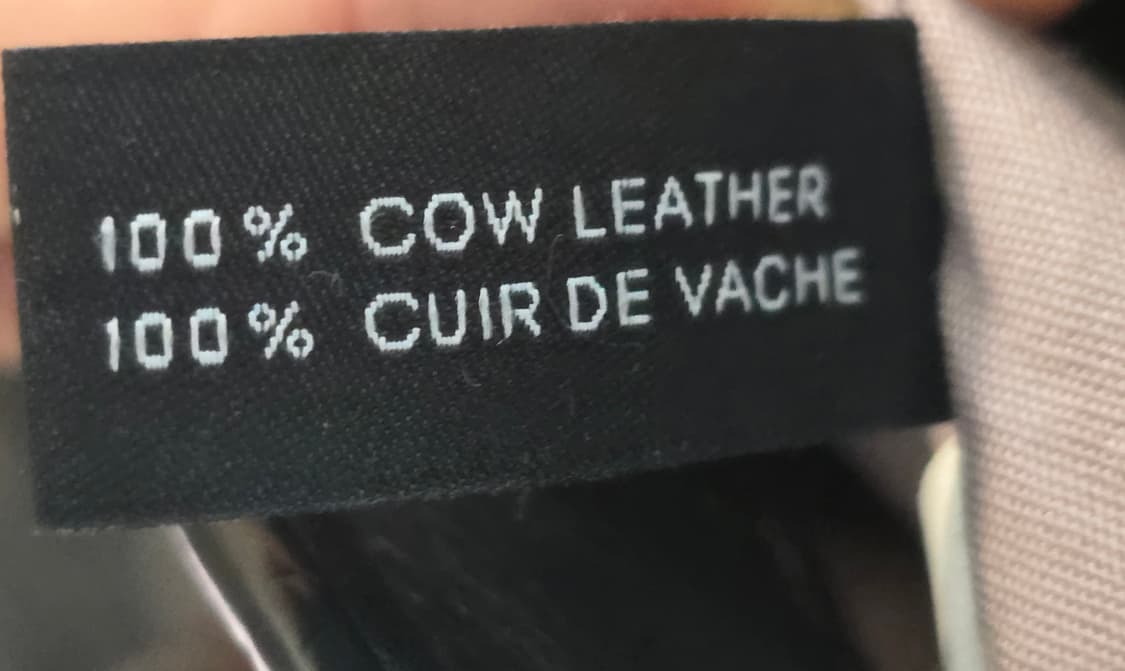 100% COW LEATHER
100% CUIR DE VACHE